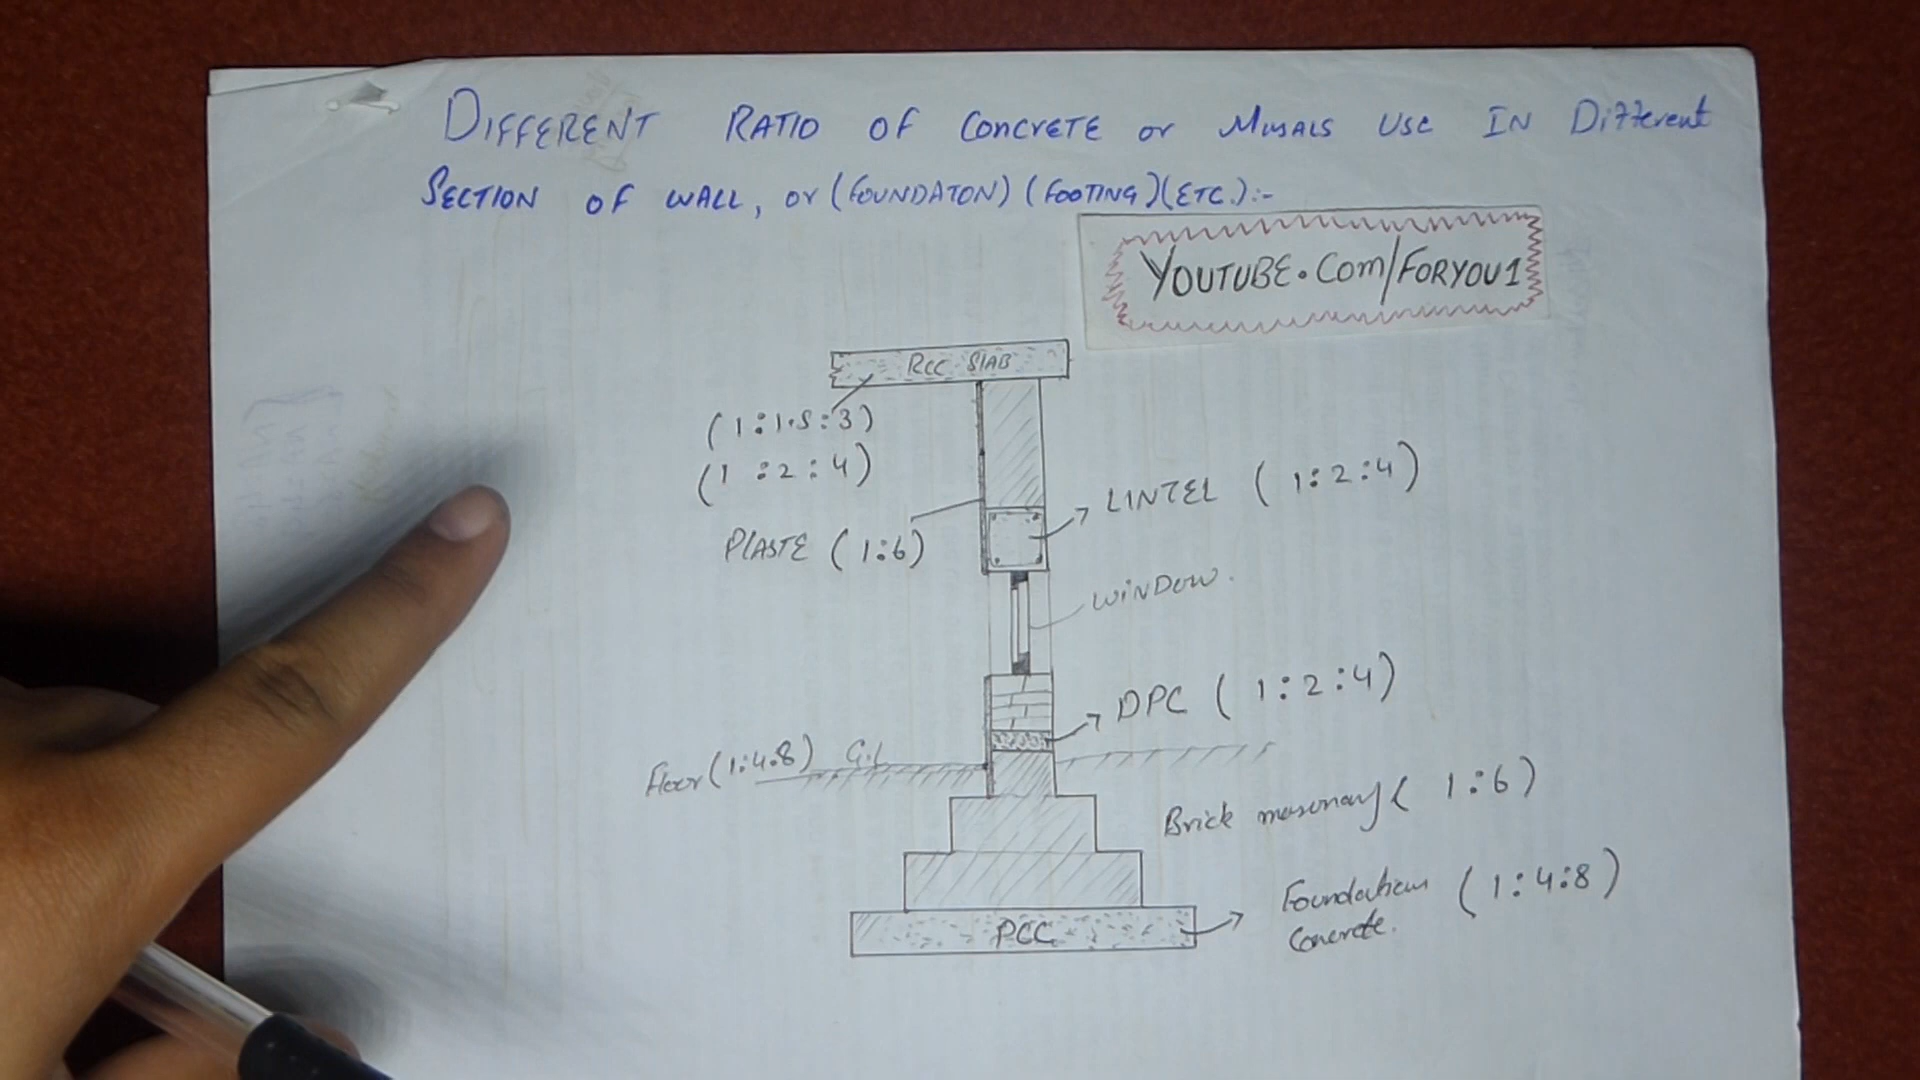 DIFFERENT RATIO OF CONCRETE or MUSALS USE IN Different
SECTION OF WALL, or (FOUNDATON) (FOOTING) (ETC.):-
YOUTUBE.COM/FORYOU1
RCC SLAB
(1:1.5:3)
(1:2:4)
LINTEL (1:2:4)
PLASTE (1:6)
WINDOW.
DPC (1:2:4)
Floor (1:4:8) G.L
Brick masonary (1:6)
Foundation (1:4:8)
Concrete.
PCC